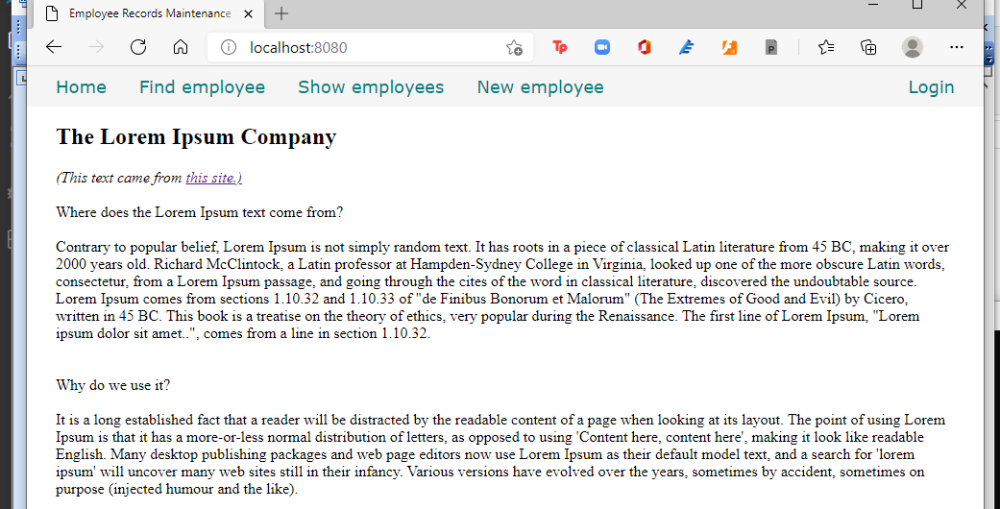 Employee Records Maintenance
localhost:8080
Home Find employee Show employees New employee Login
The Lorem Ipsum Company
(This text came from this site.)
Where does the Lorem Ipsum text come from?
Contrary to popular belief, Lorem Ipsum is not simply random text. It has roots in a piece of classical Latin literature from 45 BC, making it over
2000 years old. Richard McClintock, a Latin professor at Hampden-Sydney College in Virginia, looked up one of the more obscure Latin words,
consectetur, from a Lorem Ipsum passage, and going through the cites of the word in classical literature, discovered the undoubtable source.
Lorem Ipsum comes from sections 1.10.32 and 1.10.33 of "de Finibus Bonorum et Malorum" (The Extremes of Good and Evil) by Cicero,
written in 45 BC. This book is a treatise on the theory of ethics, very popular during the Renaissance. The first line of Lorem Ipsum, "Lorem
ipsum dolor sit amet..", comes from a line in section 1.10.32.
Why do we use it?
It is a long established fact that a reader will be distracted by the readable content of a page when looking at its layout. The point of using Lorem
Ipsum is that it has a more-or-less normal distribution of letters, as opposed to using 'Content here, content here', making it look like readable
English. Many desktop publishing packages and web page editors now use Lorem Ipsum as their default model text, and a search for 'lorem
ipsum' will uncover many web sites still in their infancy. Various versions have evolved over the years, sometimes by accident, sometimes on
purpose (injected humour and the like).